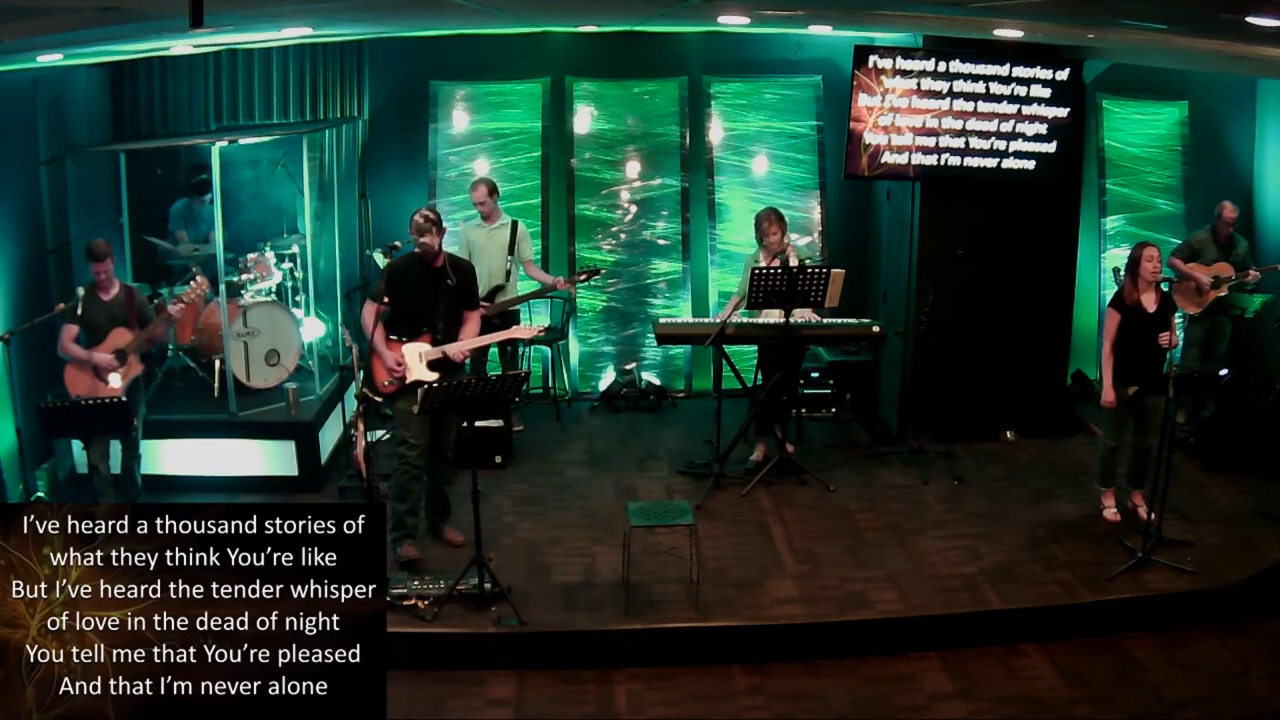 I've heard a thousand stories of
what they think You're like
But I've heard the tender whisper
of love in the dead of night
You tell me that You're pleased
And that I'm never alone
I've heard a thousand stories of
what they think You're like
But I've heard the tender whisper
of love in the dead of night
You tell me that You're pleased
And that I'm never alone